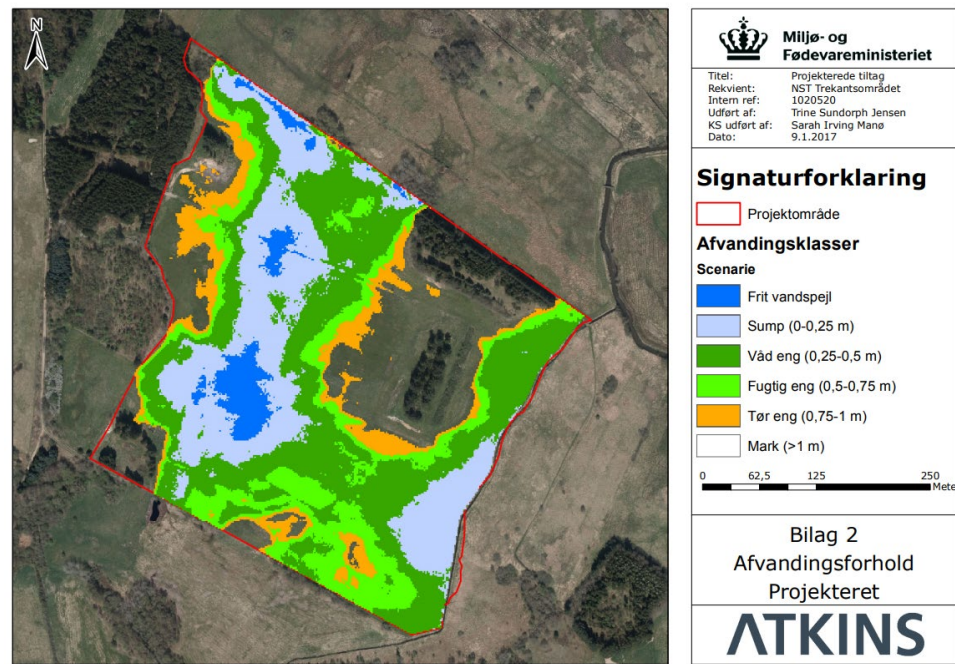 N
Miljø- og
Fødevareministeriet
Titel: Projekterede tiltag
Rekvient: NST Trekantsområdet
Intern ref: 1020520
Udført af: Trine Sundorph Jensen
KS udført af: Sarah Irving Manø
Dato: 9.1.2017
Signaturforklaring
Projektområde
Afvandingsklasser
Scenarie
Frit vandspejl
Sump (0-0,25 m)
Våd eng (0,25-0,5 m)
Fugtig eng (0,5-0,75 m)
Tør eng (0,75-1 m)
Mark (>1 m)
0 62,5 125 250
Mete
Bilag 2
Afvandingsforhold
Projekteret
ATKINS